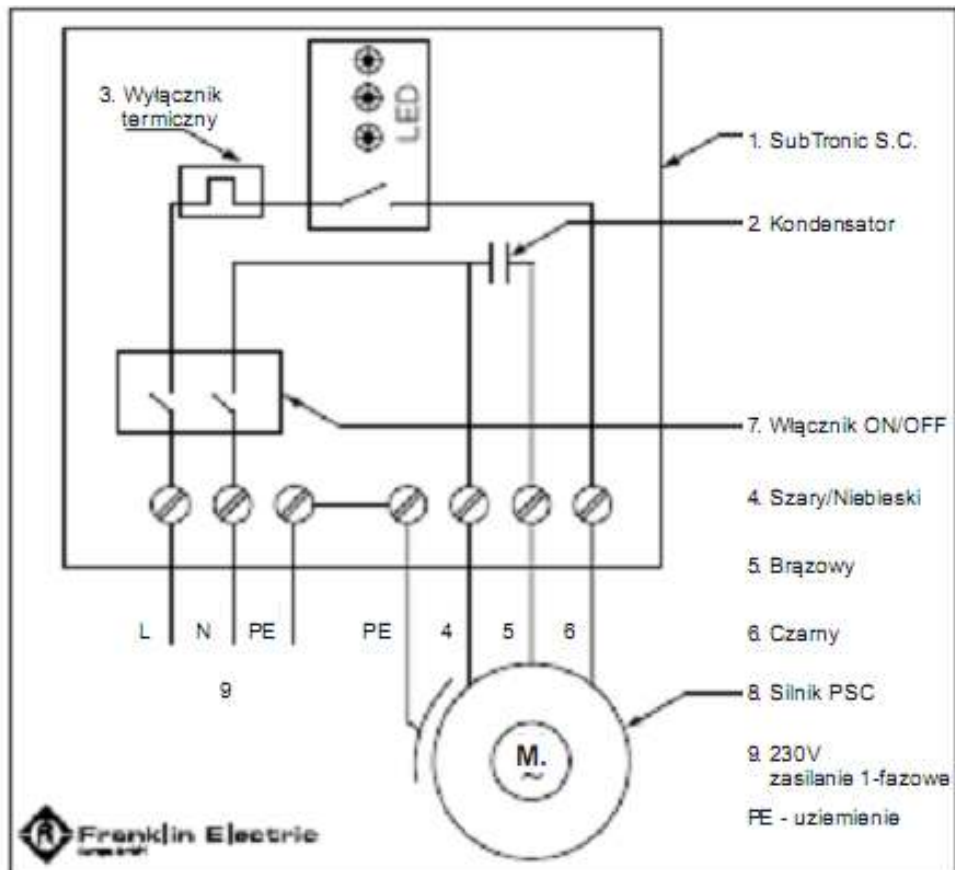 3. Wyłącznik
termiczny
LED
1. SubTronic S.C.
2. Kondensator
7. Włącznik ON/OFF
4. Szary/Niebieski
5. Brązowy
6. Czarny
8. Silnik PSC
9. 230V
zasilanie 1-fazowe
PE - uziemienie
L N PE PE 4 5 6
9
M.
~
Franklin Electric